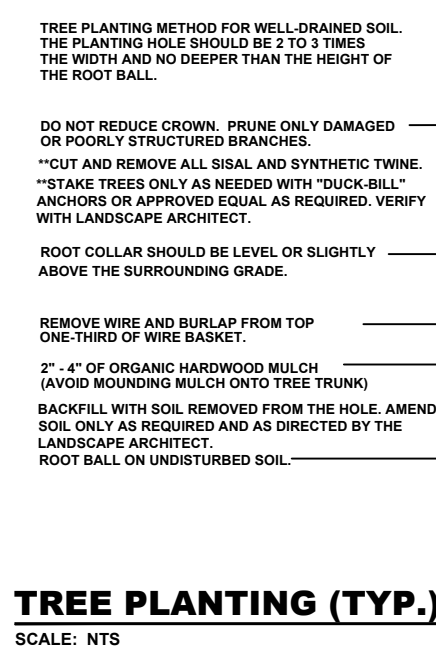 TREE PLANTING METHOD FOR WELL-DRAINED SOIL.
THE PLANTING HOLE SHOULD BE 2 TO 3 TIMES
THE WIDTH AND NO DEEPER THAN THE HEIGHT OF
THE ROOT BALL.
DO NOT REDUCE CROWN. PRUNE ONLY DAMAGED
OR POORLY STRUCTURED BRANCHES.
**CUT AND REMOVE ALL SISAL AND SYNTHETIC TWINE.
**STAKE TREES ONLY AS NEEDED WITH "DUCK-BILL"
ANCHORS OR APPROVED EQUAL AS REQUIRED. VERIFY
WITH LANDSCAPE ARCHITECT.
ROOT COLLAR SHOULD BE LEVEL OR SLIGHTLY
ABOVE THE SURROUNDING GRADE.
REMOVE WIRE AND BURLAP FROM TOP
ONE-THIRD OF WIRE BASKET.
2" - 4" OF ORGANIC HARDWOOD MULCH
(AVOID MOUNDING MULCH ONTO TREE TRUNK)
BACKFILL WITH SOIL REMOVED FROM THE HOLE. AMEND
SOIL ONLY AS REQUIRED AND AS DIRECTED BY THE
LANDSCAPE ARCHITECT.
ROOT BALL ON UNDISTURBED SOIL.
TREE PLANTING (TYP.)
SCALE: NTS